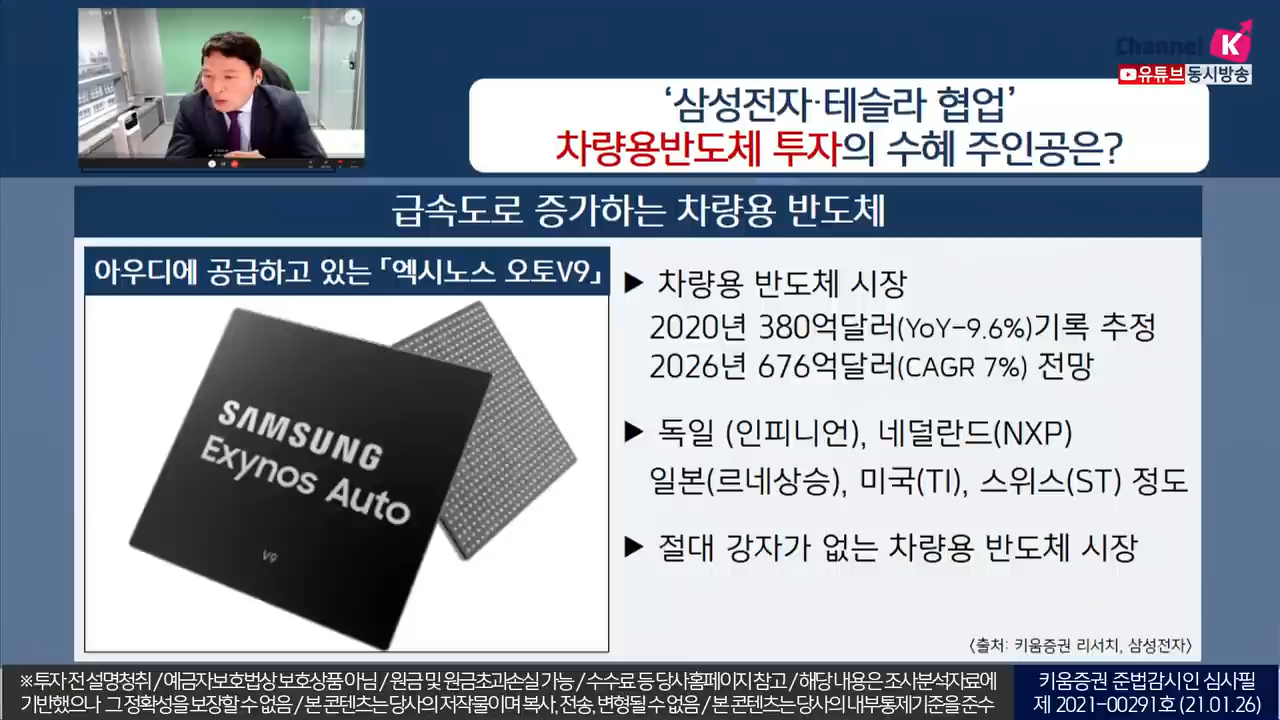 Channel K
유튜브 동시방송
‘삼성전자·테슬라 협업’
차량용반도체 투자의 수혜 주인공은?
급속도로 증가하는 차량용 반도체
아우디에 공급하고 있는 「엑시노스 오토V9」
SAMSUNG
Exynos Auto
V9
▶ 차량용 반도체 시장
2020년 380억달러(YoY-9.6%)기록 추정
2026년 676억달러(CAGR 7%) 전망
▶ 독일 (인피니언), 네덜란드(NXP)
일본(르네상승), 미국(TI), 스위스(ST) 정도
▶ 절대 강자가 없는 차량용 반도체 시장
〈출처: 키움증권 리서치, 삼성전자〉
※ 투자 전 설명청취 / 예금자보호법상 보호상품 아님 / 원금 및 원금초과손실 가능 / 수수료 등 당사홈페이지 참고 / 해당 내용은 조사분석자료에
기반했으나 그 정확성을 보장할 수 없음 / 본 콘텐츠는 당사의 저작물이며 복사, 전송, 변형될 수 없음 / 본 콘텐츠는 당사의 내부통제기준을 준수
키움증권 준법감시인 심사필
제 2021-00291호 (21.01.26)